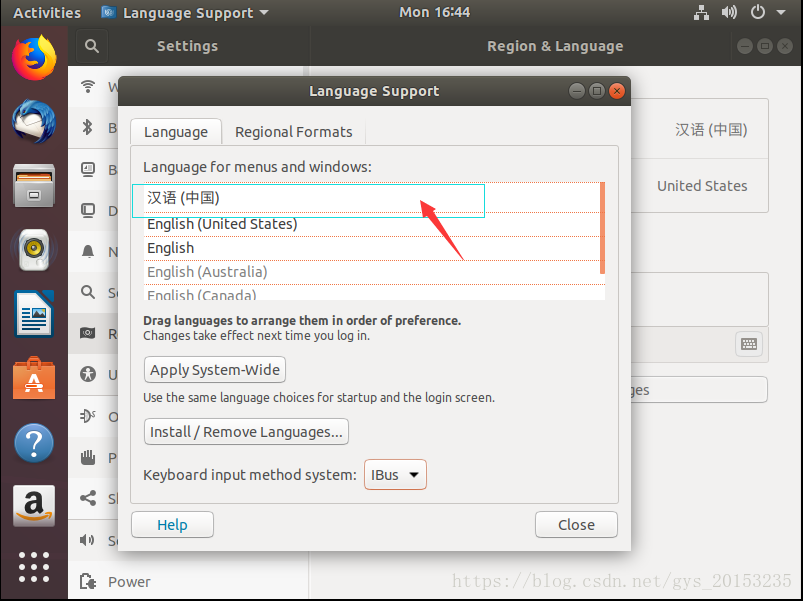 Activities Language Support Mon 16:44
Settings Region & Language
Language Support
Language Regional Formats
汉语 (中国)
Language for menus and windows:
United States
汉语 (中国)
English (United States)
English
English (Australia)
English (Canada)
Drag languages to arrange them in order of preference.
Changes take effect next time you log in.
Apply System-Wide
Use the same language choices for startup and the login screen.
Install / Remove Languages...
Keyboard input method system: IBus
Help Close
Power
https://blog.csdn.net/gys_20153235